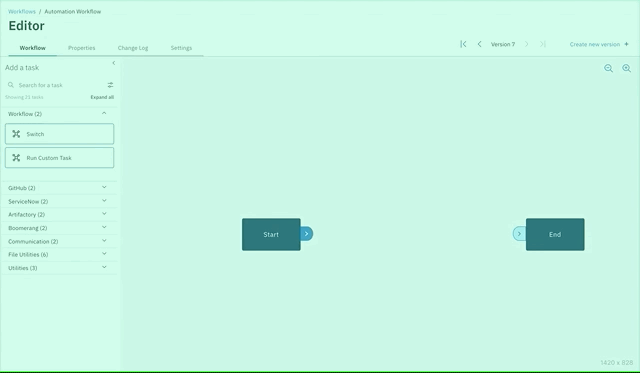 Workflows / Automation Workflow
Editor
Workflow Properties Change Log Settings
Version 7
Create new version +
Add a task
Search for a task
Showing 21 tasks
Expand all
Workflow (2)
Switch
Run Custom Task
GitHub (2)
ServiceNow (2)
Artifactory (2)
Boomerang (2)
Communication (2)
File Utilities (6)
Utilities (3)
Start
End
1420 x 828